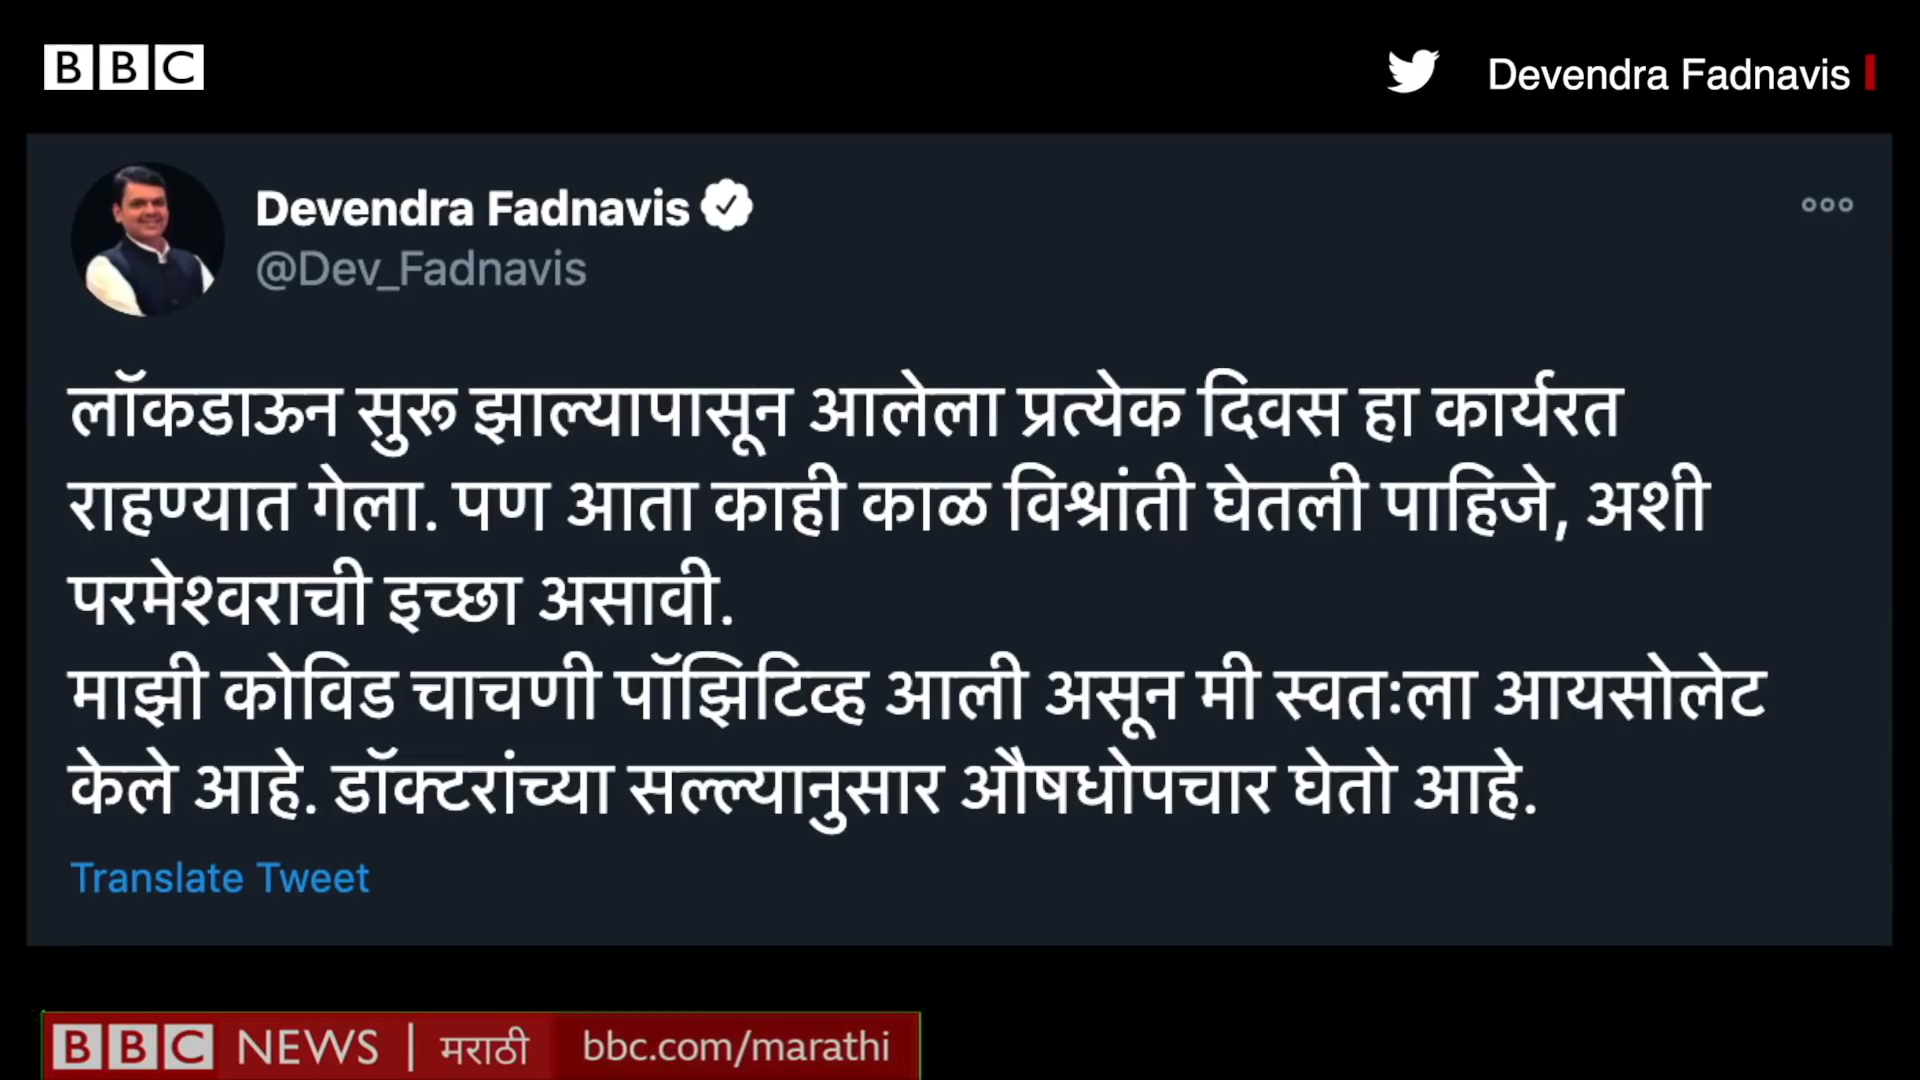 BBC
Devendra Fadnavis
Devendra Fadnavis
@Dev_Fadnavis
लॉकडाऊन सुरू झाल्यापासून आलेला प्रत्येक दिवस हा कार्यरत
राहण्यात गेला. पण आता काही काळ विश्रांती घेतली पाहिजे, अशी
परमेश्वराची इच्छा असावी.
माझी कोविड चाचणी पॉझिटिव्ह आली असून मी स्वतःला आयसोलेट
केले आहे. डॉक्टरांच्या सल्ल्यानुसार औषधोपचार घेतो आहे.
Translate Tweet
BBC NEWS | मराठी bbc.com/marathi